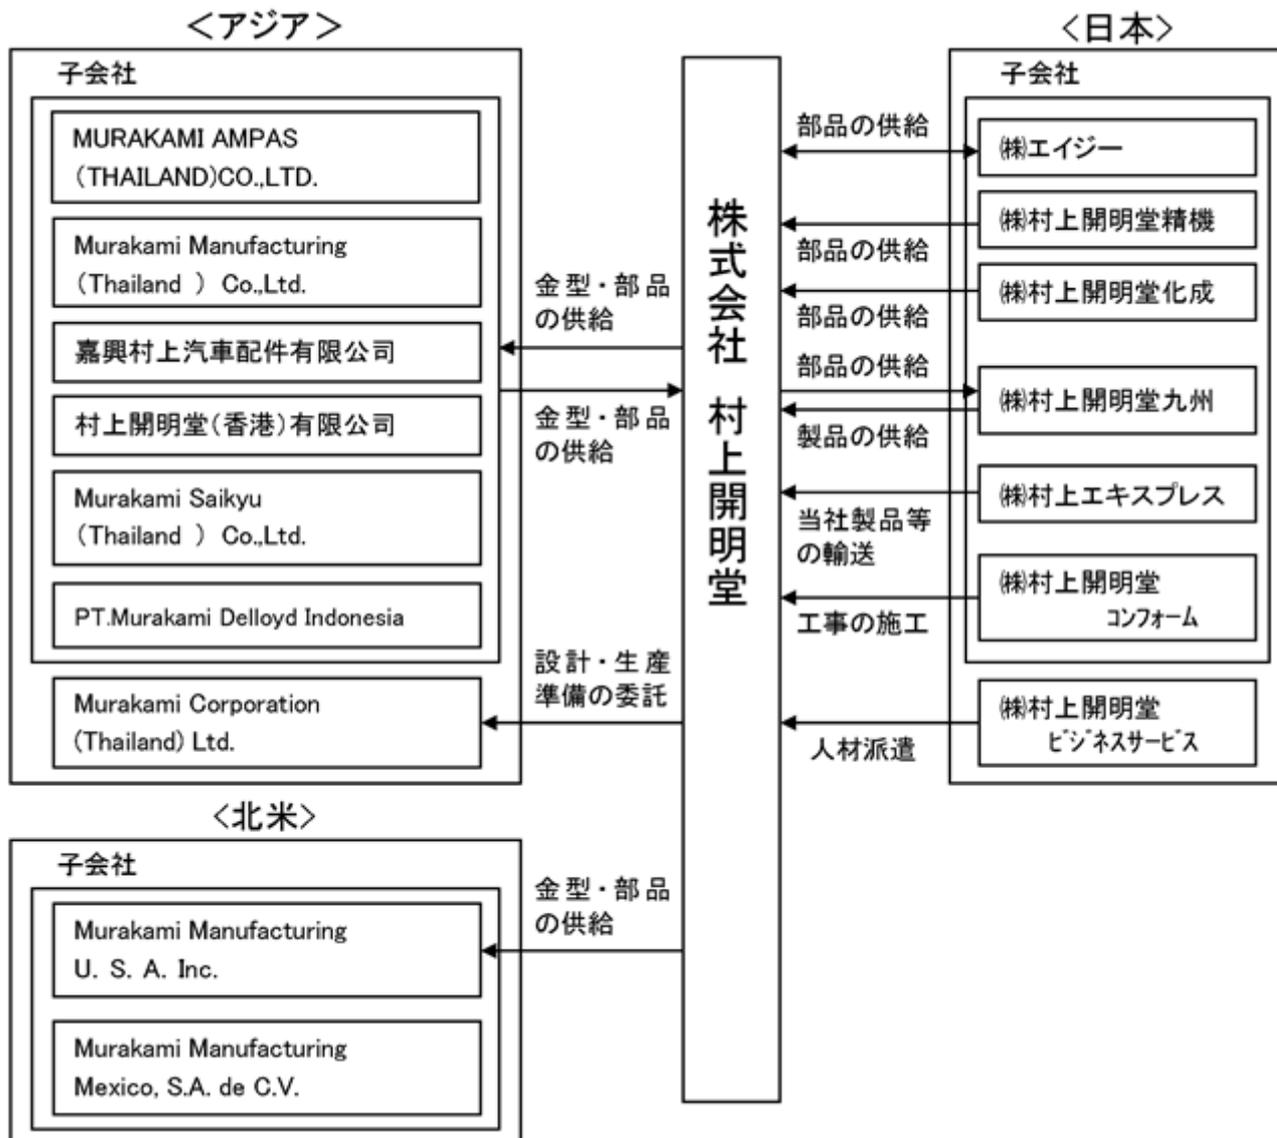 ＜アジア＞
子会社
MURAKAMI AMPAS
(THAILAND)CO.,LTD.
Murakami Manufacturing
(Thailand ) Co.,Ltd.
嘉興村上汽車配件有限公司
村上開明堂(香港)有限公司
Murakami Saikyu
(Thailand ) Co.,Ltd.
PT.Murakami Delloyd Indonesia
Murakami Corporation
(Thailand) Ltd.
金型・部品
の供給
金型・部品
の供給
設計・生産
準備の委託
＜北米＞
子会社
Murakami Manufacturing
U. S. A. Inc.
Murakami Manufacturing
Mexico, S.A. de C.V.
金型・部品
の供給
株式会社 村上開明堂
＜日本＞
子会社
部品の供給
㈱エイジー
㈱村上開明堂精機
部品の供給
㈱村上開明堂化成
部品の供給
部品の供給
㈱村上開明堂九州
製品の供給
㈱村上エキスプレス
当社製品等
の輸送
㈱村上開明堂
ｺﾝﾌｫｰﾑ
工事の施工
㈱村上開明堂
ﾋﾞｼﾞﾈｽｻｰﾋﾞｽ
人材派遣